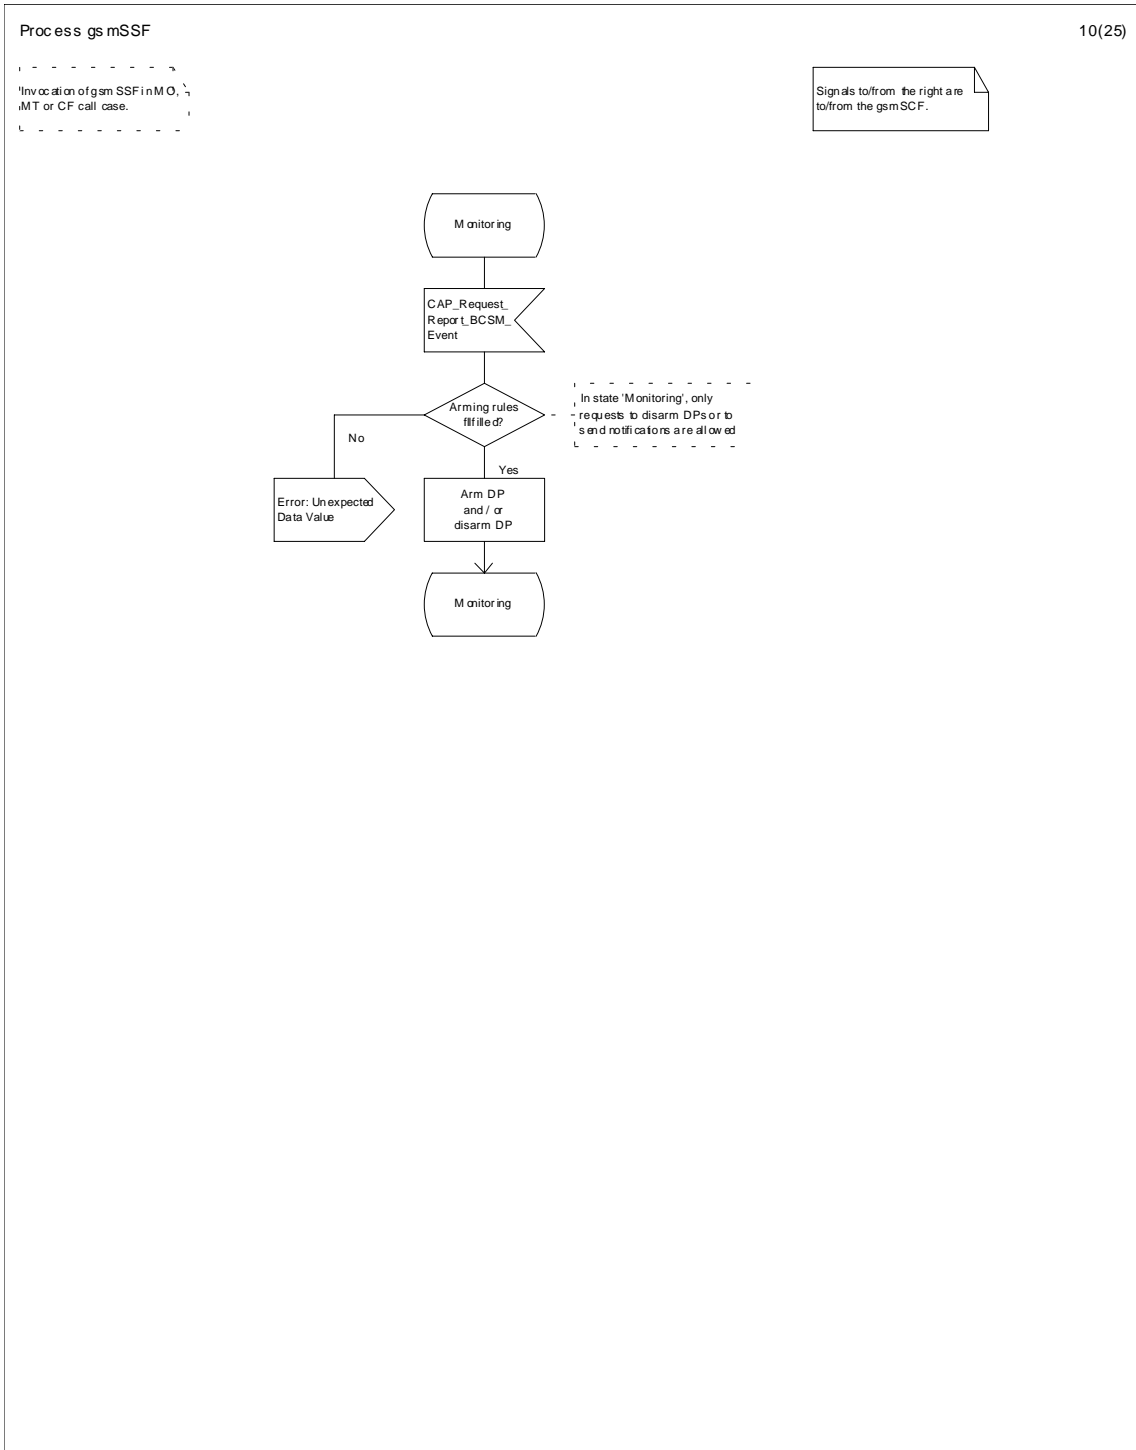 Process gsmSSF
10(25)
Invocation of gsmSSF in MO,
MT or CF call case.
Signals to/from the right are
to/from the gsmSCF.
Monitoring
CAP_Request_
Report_BCSM_
Event
Arming rules
flfilled?
In state 'Monitoring', only
requests to disarm DPs or to
send notifications are allowed
No
Yes
Error: Unexpected
Data Value
Arm DP
and / or
disarm DP
Monitoring